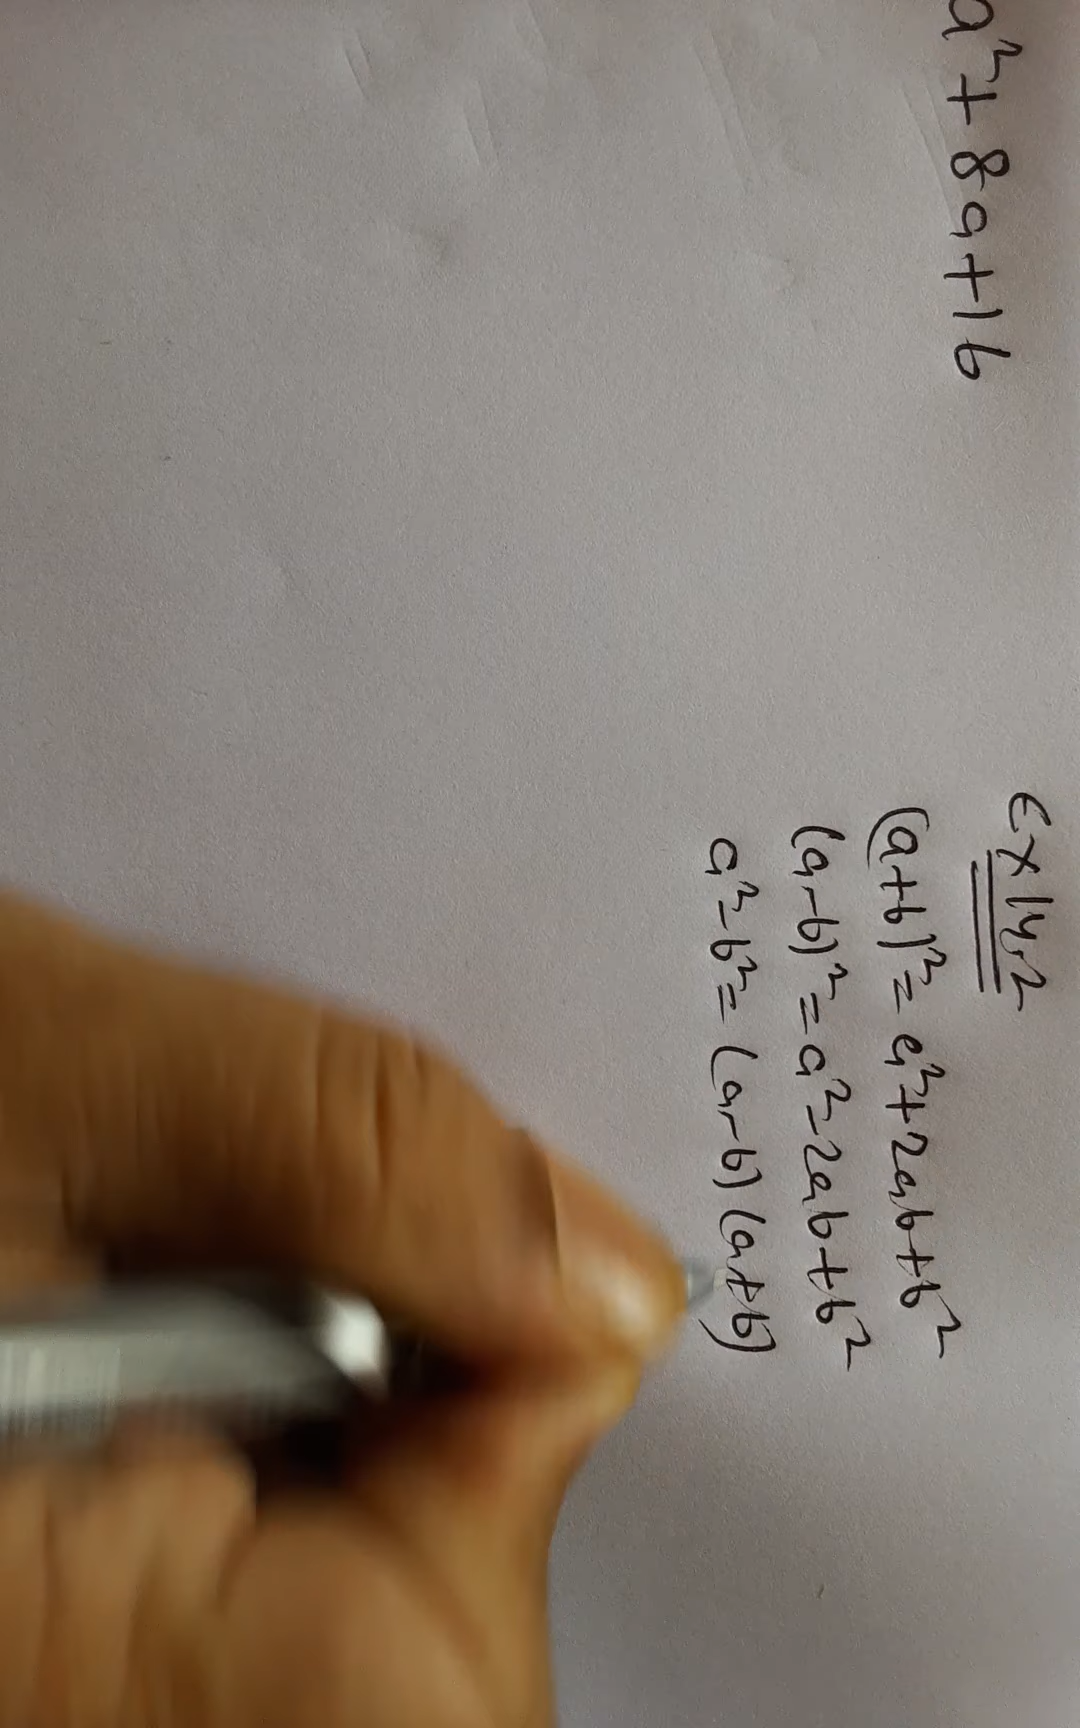 a²+8a+16
Ex 14.2
(a+b)²=a²+2ab+b²
(a-b)²=a²-2ab+b²
a²-b²=(a-b)(a+b)